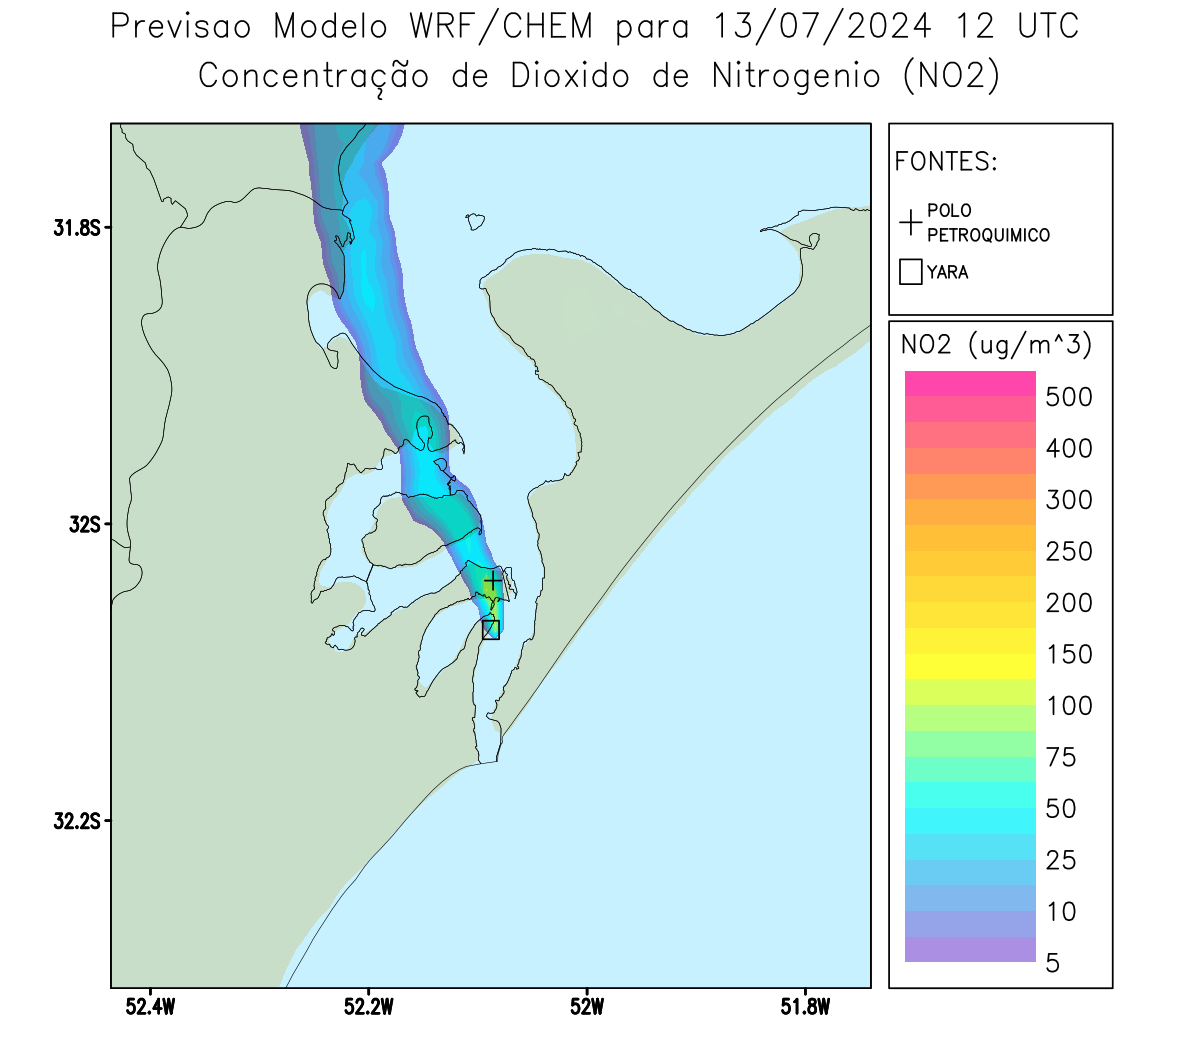 Previsao Modelo WRF/CHEM para 13/07/2024 12 UTC
Concentração de Dioxido de Nitrogenio (NO2)
FONTES:
POLO
PETROQUIMICO
YARA
NO2 (ug/m^3)
500
400
300
250
200
150
100
75
50
25
10
5
31.8S
32S
32.2S
52.4W
52.2W
52W
51.8W